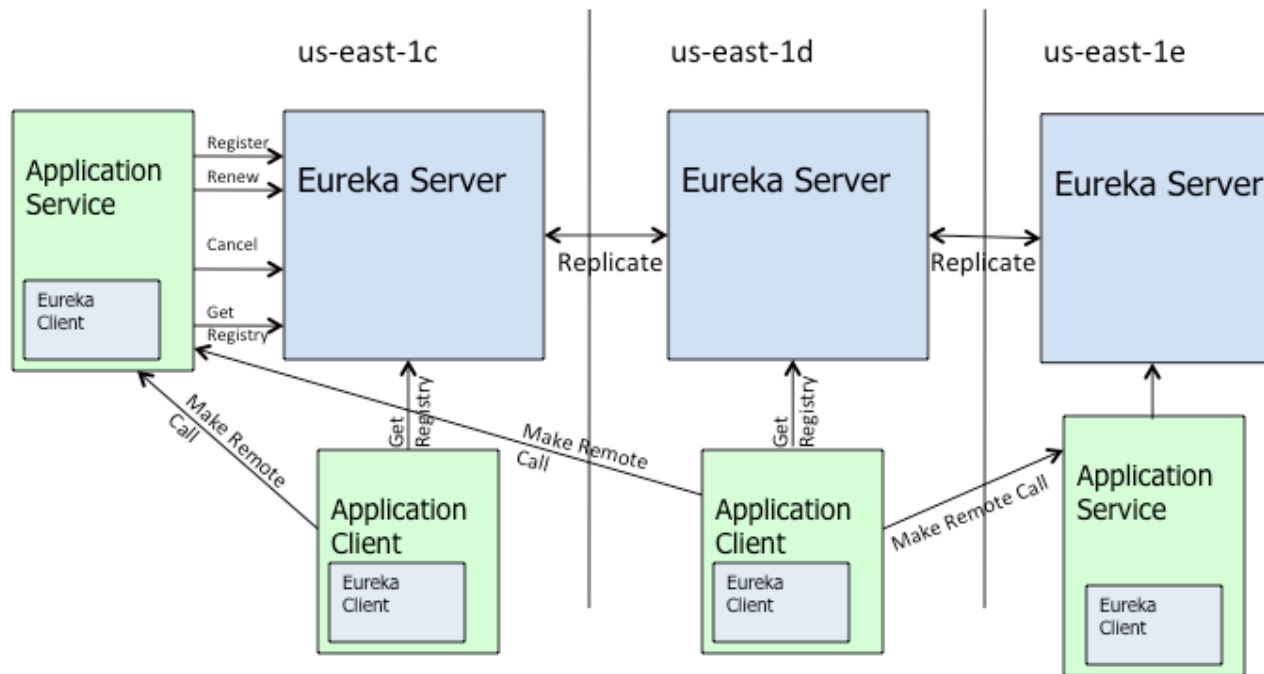 us-east-1c
us-east-1d
us-east-1e
Application
Service
Eureka
Client
Register
Renew
Cancel
Get
Registry
Eureka Server
Replicate
Eureka Server
Replicate
Eureka Server
Make Remote
Call
Get
Registry
Make Remote
Call
Get
Registry
Make Remote Call
Application
Client
Eureka
Client
Application
Client
Eureka
Client
Application
Service
Eureka
Client